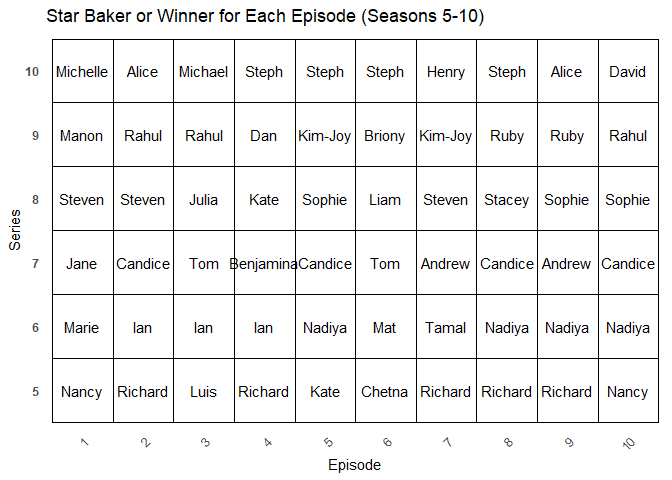 Star Baker or Winner for Each Episode (Seasons 5-10)
10 Michelle Alice Michael Steph Steph Steph Henry Steph Alice David
9 Manon Rahul Rahul Dan Kim-Joy Briony Kim-Joy Ruby Ruby Rahul
8 Steven Steven Julia Kate Sophie Liam Steven Stacey Sophie Sophie
7 Jane Candice Tom Benjamina Candice Tom Andrew Candice Andrew Candice
6 Marie Ian Ian Ian Nadiya Mat Tamal Nadiya Nadiya Nadiya
5 Nancy Richard Luis Richard Kate Chetna Richard Richard Richard Nancy
Series
1 2 3 4 5 6 7 8 9 10
Episode